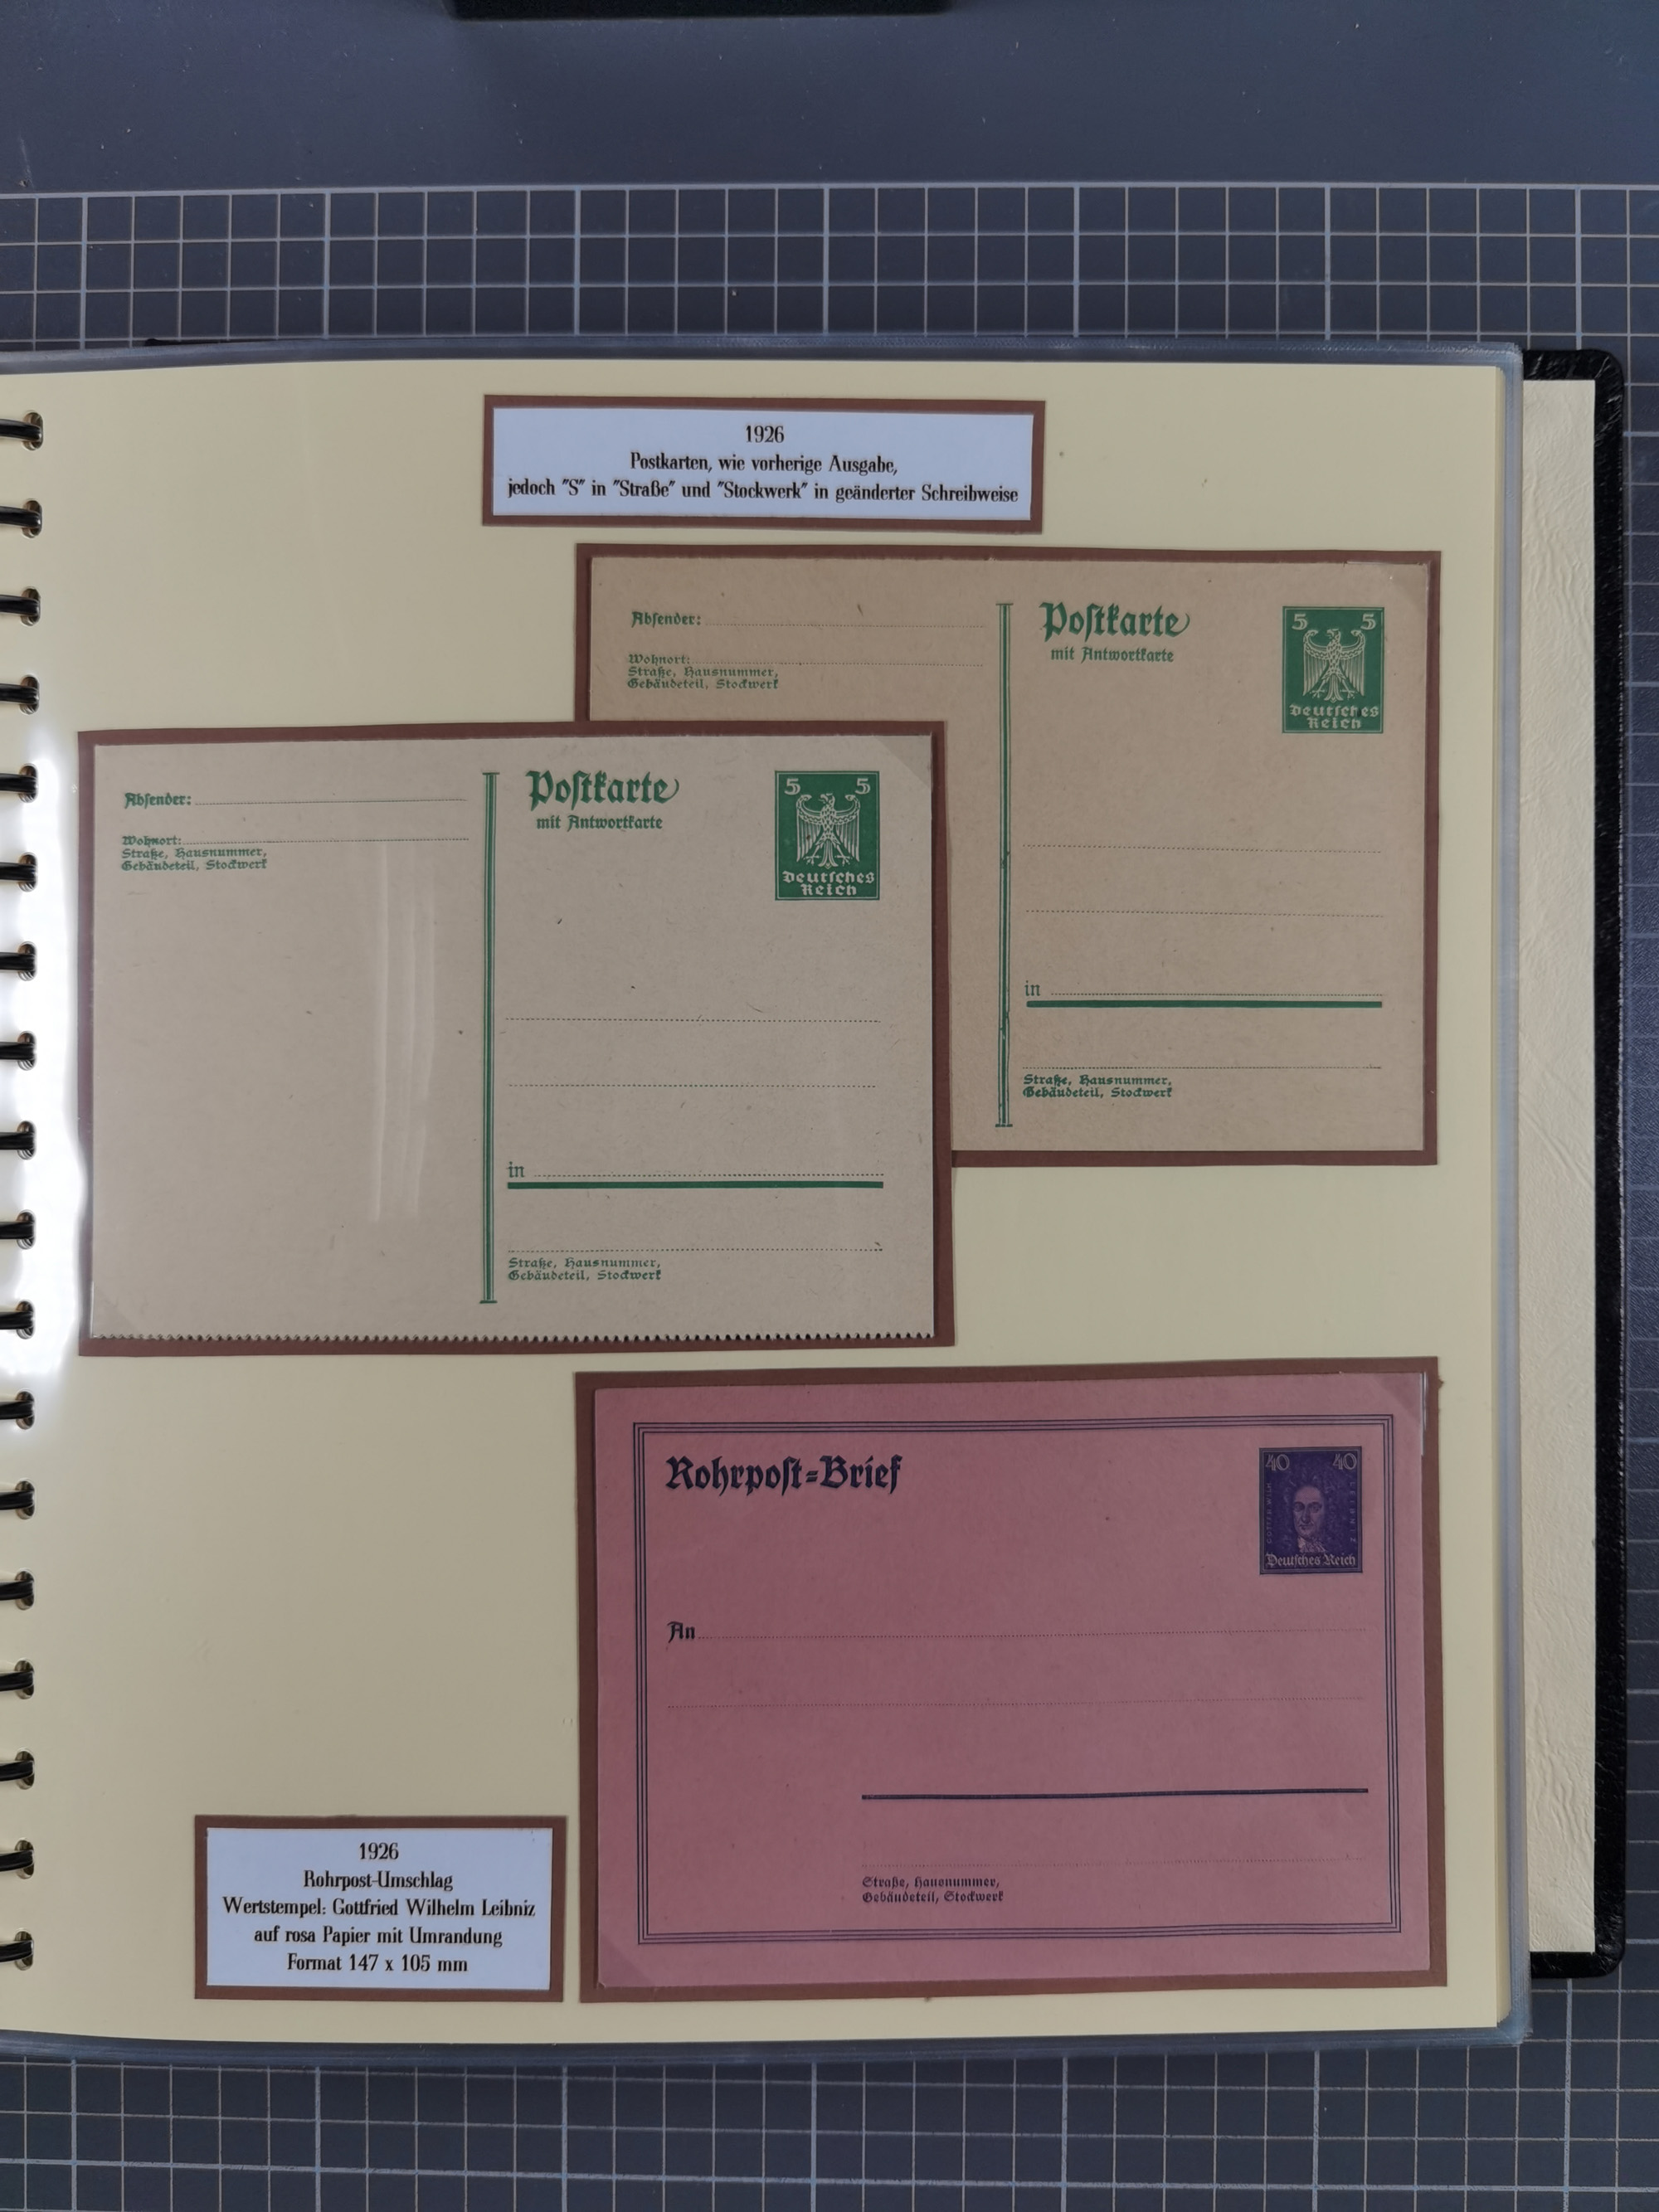 1926
Postkarten, wie vorherige Ausgabe,
jedoch "S" in "Straße" und "Stockwerk" in geänderter Schreibweise
Absender:
Wohnort:
Straße, Hausnummer,
Gebäudeteil, Stockwerk
Postkarte
mit Antwortkarte
5 5
Deutsches
Reich
in
Straße, Hausnummer,
Gebäudeteil, Stockwerk
Absender:
Wohnort:
Straße, Hausnummer,
Gebäudeteil, Stockwerk
Postkarte
mit Antwortkarte
5 5
Deutsches
Reich
in
Straße, Hausnummer,
Gebäudeteil, Stockwerk
Rohrpost=Brief
40 40
GOTTFR. WILH.
LEIBNIZ
Deutsches Reich
An
Straße, Hausnummer,
Gebäudeteil, Stockwerk
1926
Rohrpost-Umschlag
Wertstempel: Gottfried Wilhelm Leibniz
auf rosa Papier mit Umrandung
Format 147 x 105 mm